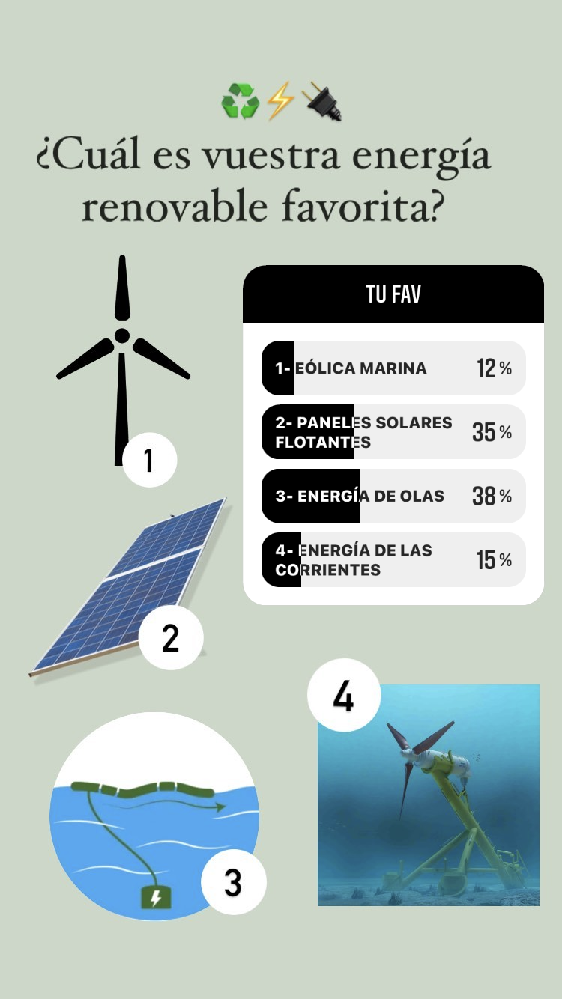 ¿Cuál es vuestra energía
renovable favorita?
TU FAV
1- EÓLICA MARINA 12%
2- PANELES SOLARES
FLOTANTES 35%
3- ENERGÍA DE OLAS 38%
4- ENERGÍA DE LAS
CORRIENTES 15%
1
2
3
4